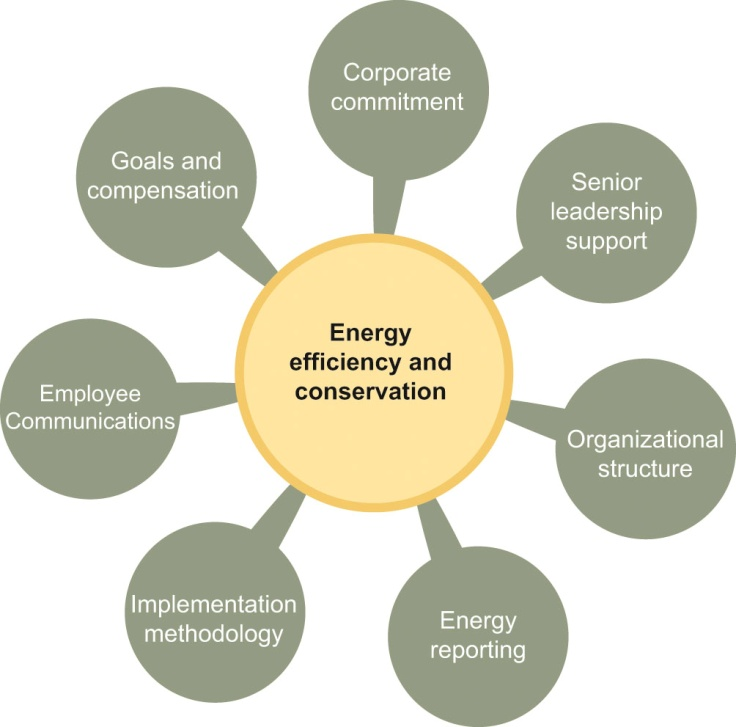 Corporate
commitment
Goals and
compensation
Senior
leadership
support
Energy
efficiency and
conservation
Employee
Communications
Organizational
structure
Implementation
methodology
Energy
reporting